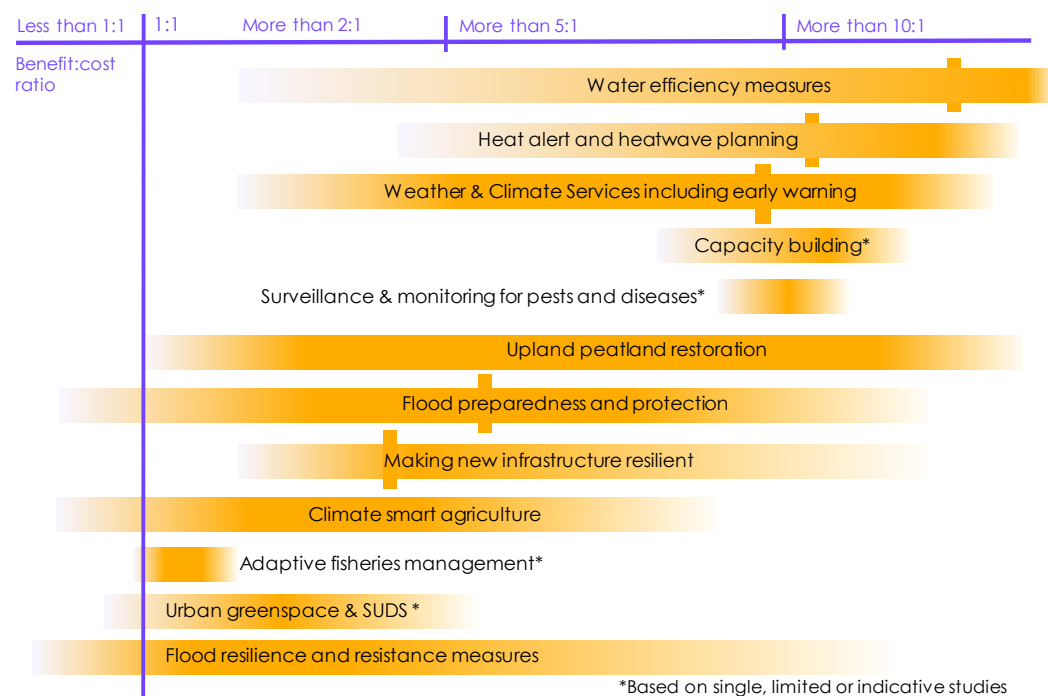 Less than 1:1
1:1
More than 2:1
More than 5:1
More than 10:1
Benefit:cost
ratio
Water efficiency measures
Heat alert and heatwave planning
Weather & Climate Services including early warning
Capacity building*
Surveillance & monitoring for pests and diseases*
Upland peatland restoration
Flood preparedness and protection
Making new infrastructure resilient
Climate smart agriculture
Adaptive fisheries management*
Urban greenspace & SUDS *
Flood resilience and resistance measures
*Based on single, limited or indicative studies